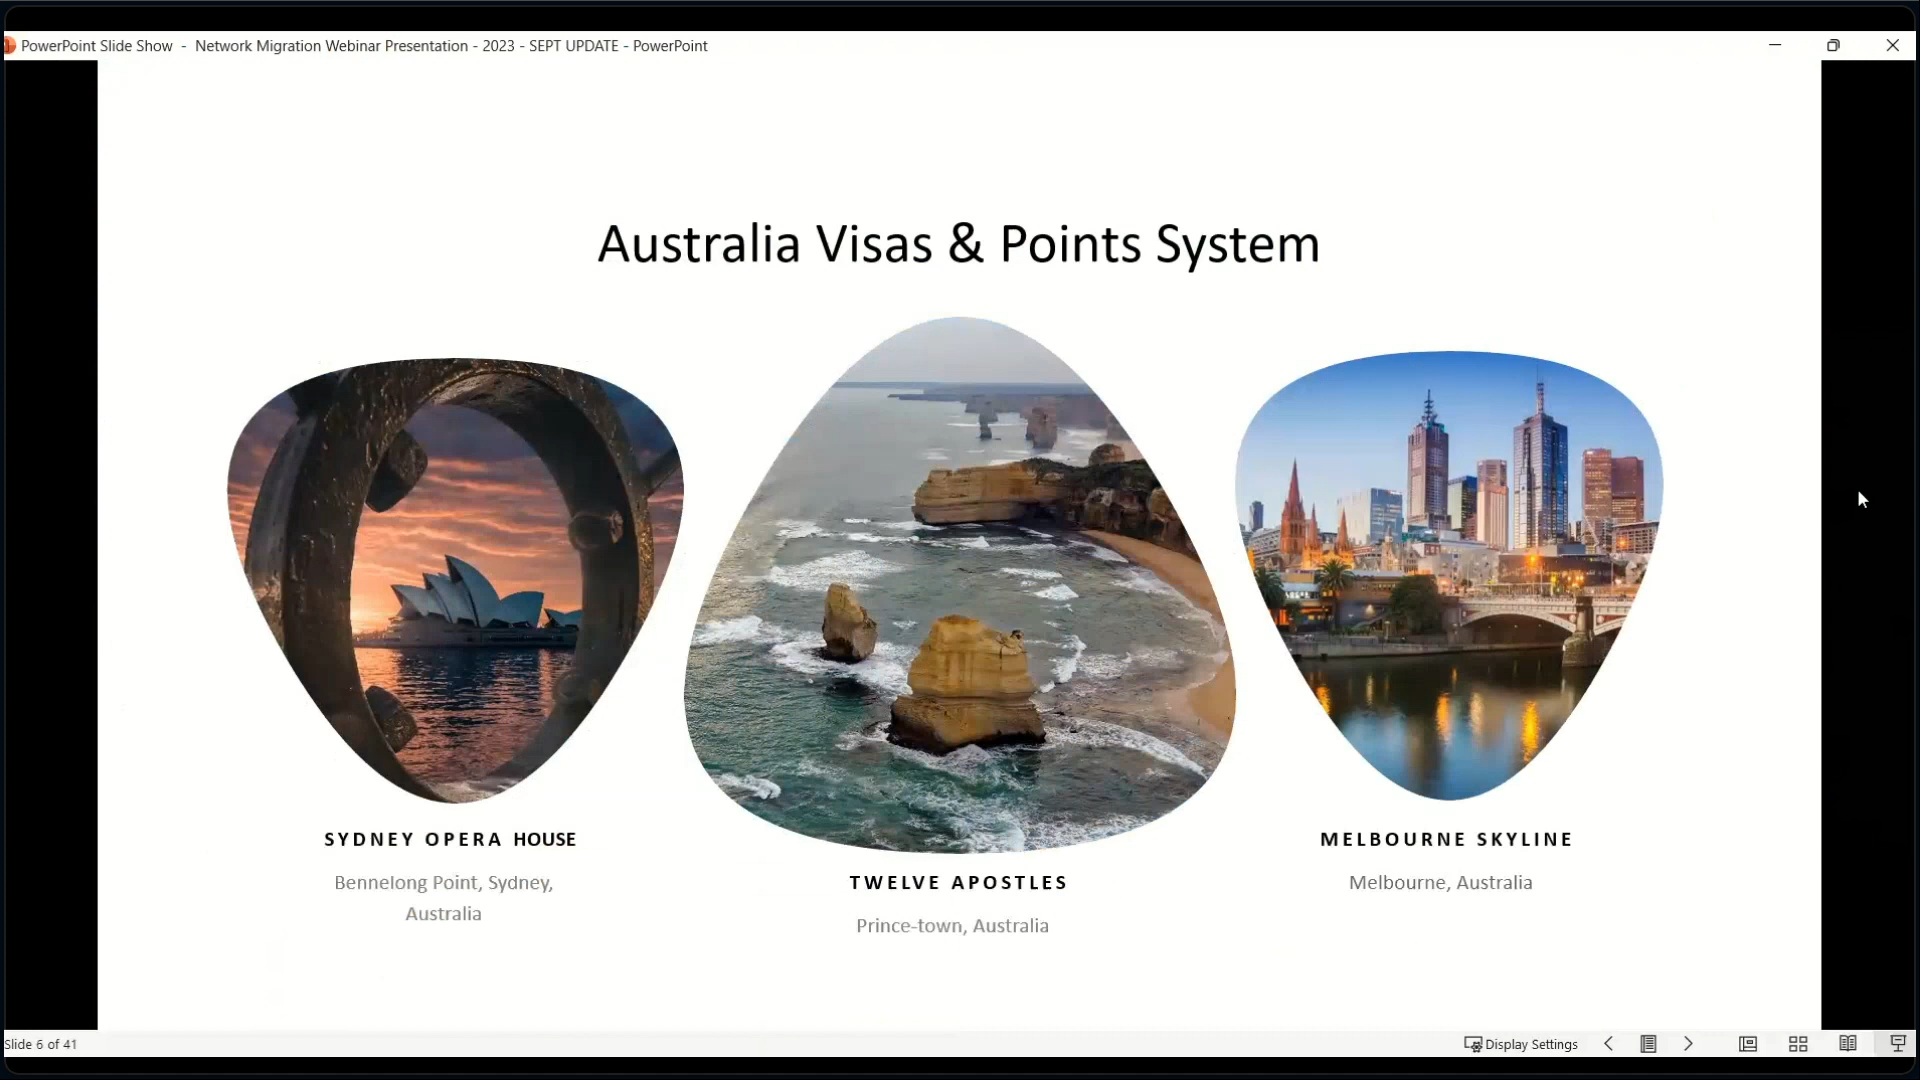 PowerPoint Slide Show - Network Migration Webinar Presentation - 2023 - SEPT UPDATE - PowerPoint
Australia Visas & Points System
SYDNEY OPERA HOUSE
Bennelong Point, Sydney,
Australia
TWELVE APOSTLES
Prince-town, Australia
MELBOURNE SKYLINE
Melbourne, Australia
Slide 6 of 41
Display Settings